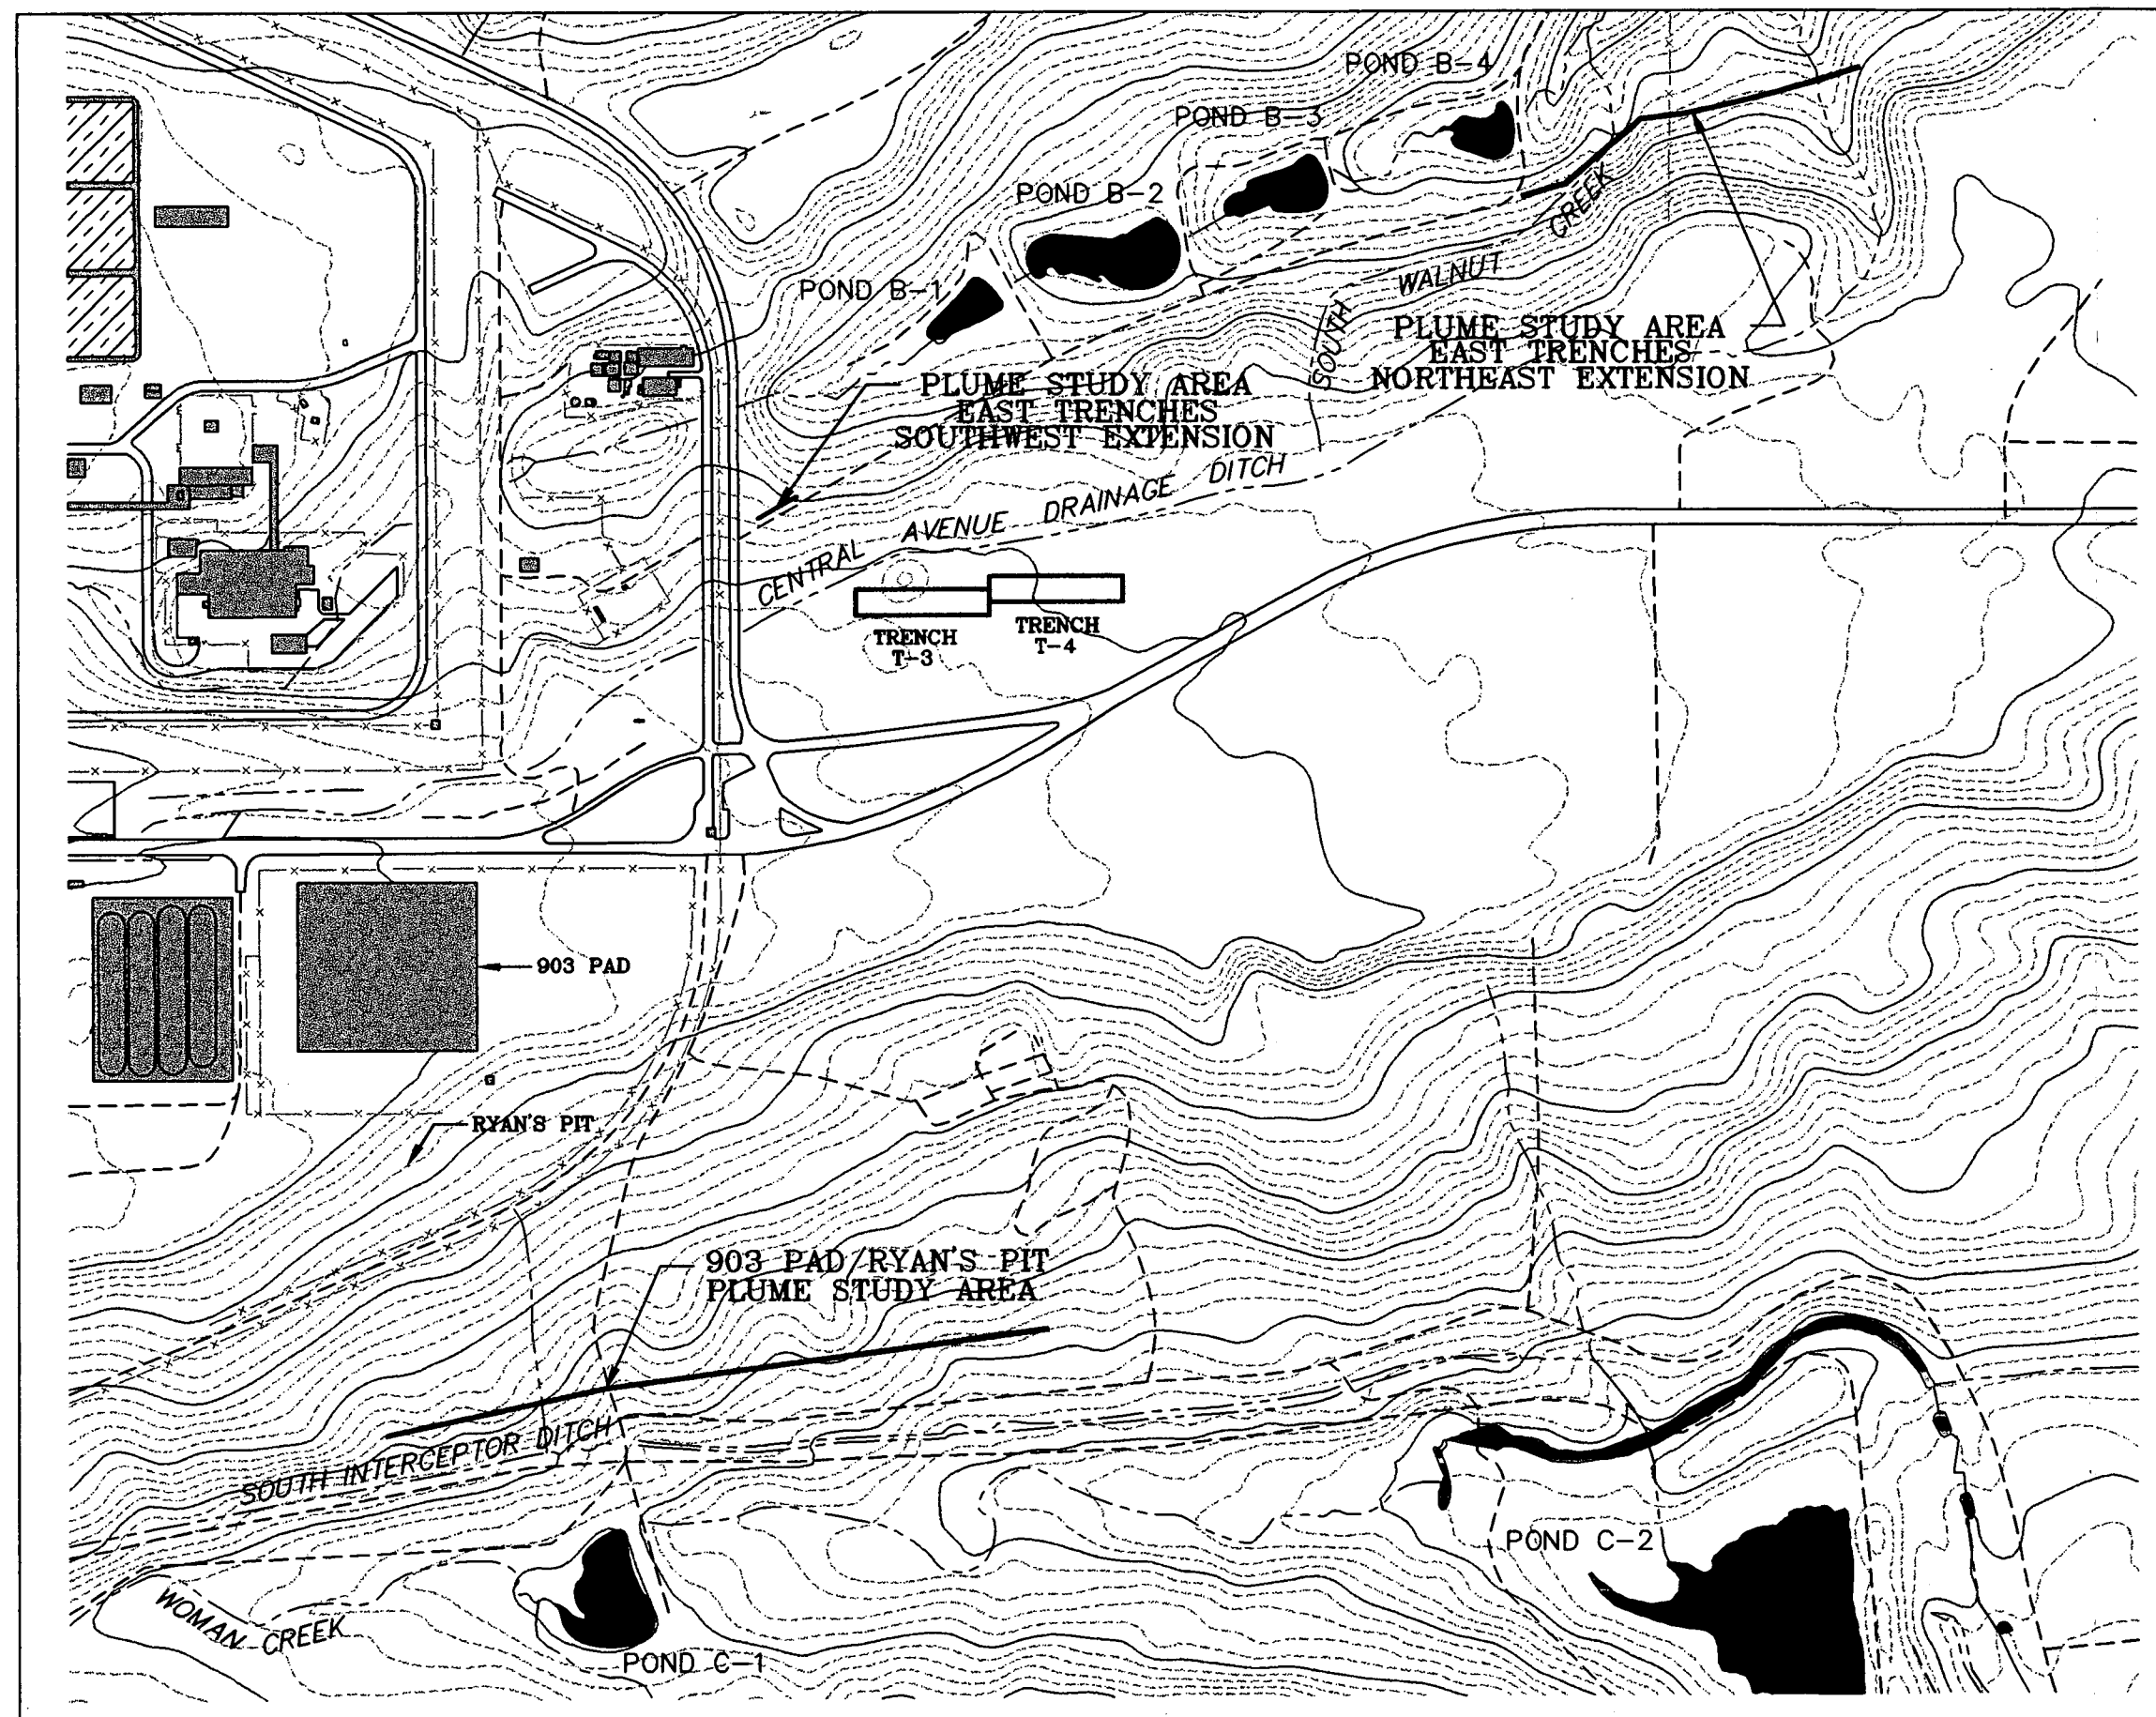 POND B-4
POND B-3
POND B-2
POND B-1
SOUTH WALNUT CREEK
PLUME STUDY AREA
EAST TRENCHES
NORTHEAST EXTENSION
PLUME STUDY AREA
EAST TRENCHES
SOUTHWEST EXTENSION
CENTRAL AVENUE DRAINAGE DITCH
TRENCH
T-3
TRENCH
T-4
903 PAD
RYAN'S PIT
903 PAD/RYAN'S PIT
PLUME STUDY AREA
SOUTH INTERCEPTOR DITCH
POND C-2
WOMAN CREEK
POND C-1